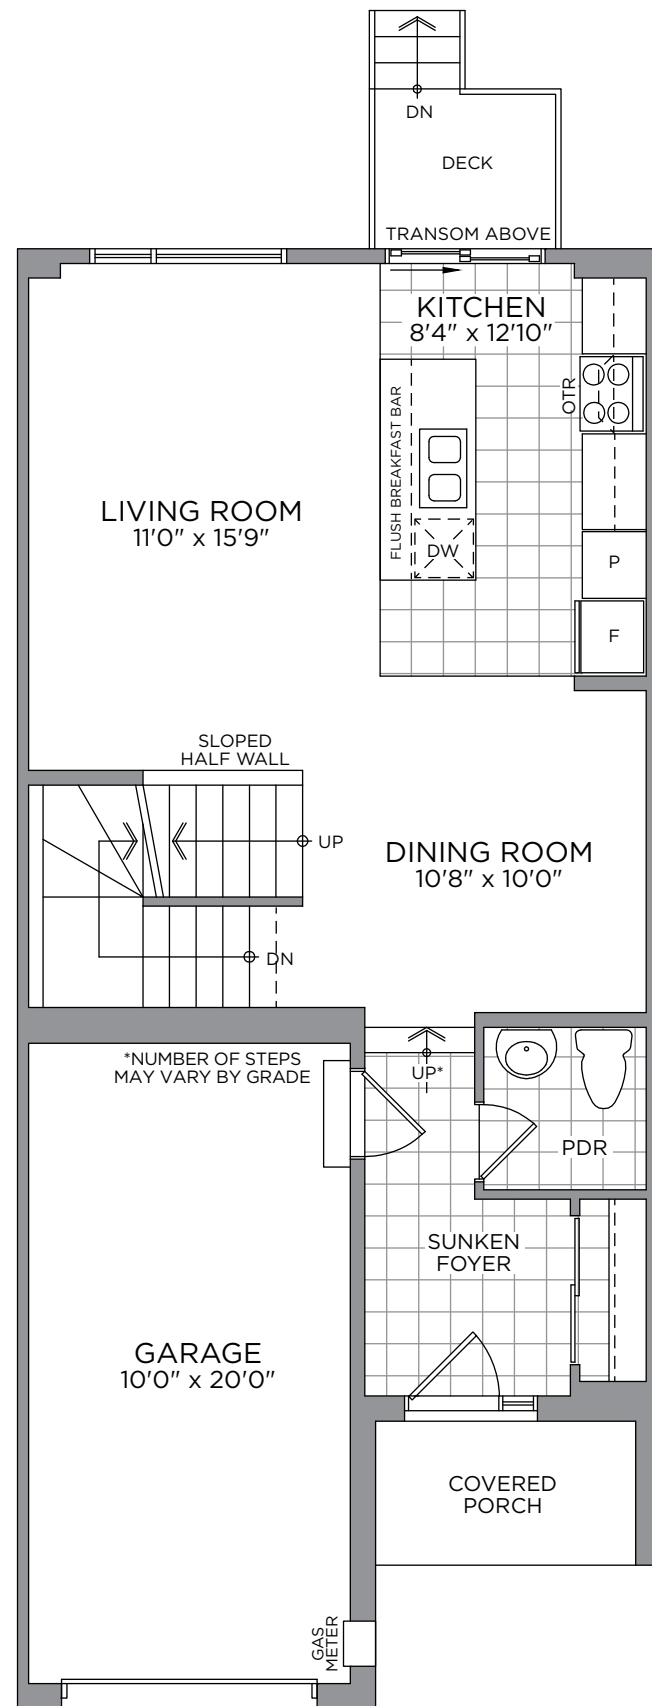 DN
DECK
TRANSOM ABOVE
KITCHEN
8'4" x 12'10"
OTR
FLUSH BREAKFAST BAR
DW
LIVING ROOM
11'0" x 15'9"
P
F
SLOPED
HALF WALL
UP
DINING ROOM
10'8" x 10'0"
DN
*NUMBER OF STEPS
MAY VARY BY GRADE
UP*
PDR
SUNKEN
FOYER
GARAGE
10'0" x 20'0"
COVERED
PORCH
GAS
METER